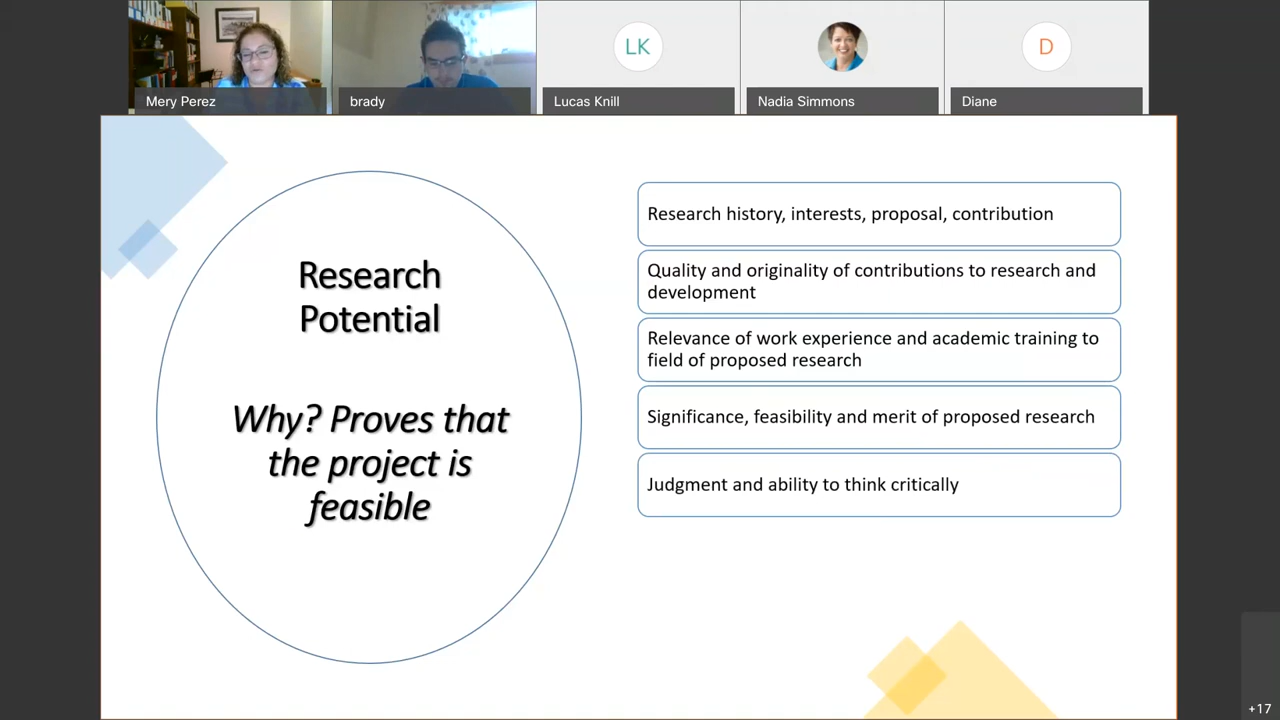 LK
D
Mery Perez
brady
Lucas Knill
Nadia Simmons
Diane
Research
Potential
Why? Proves that
the project is
feasible
Research history, interests, proposal, contribution
Quality and originality of contributions to research and
development
Relevance of work experience and academic training to
field of proposed research
Significance, feasibility and merit of proposed research
Judgment and ability to think critically
+17